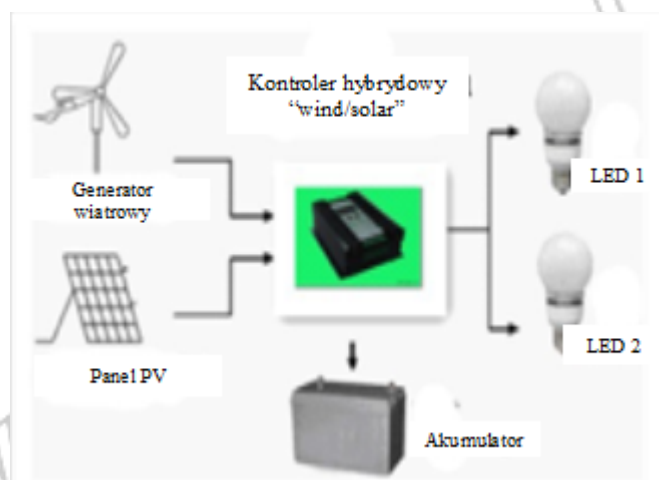 Kontroler hybrydowy
“wind/solar”
Generator
wiatrowy
LED 1
Panel PV
LED 2
Akumulator